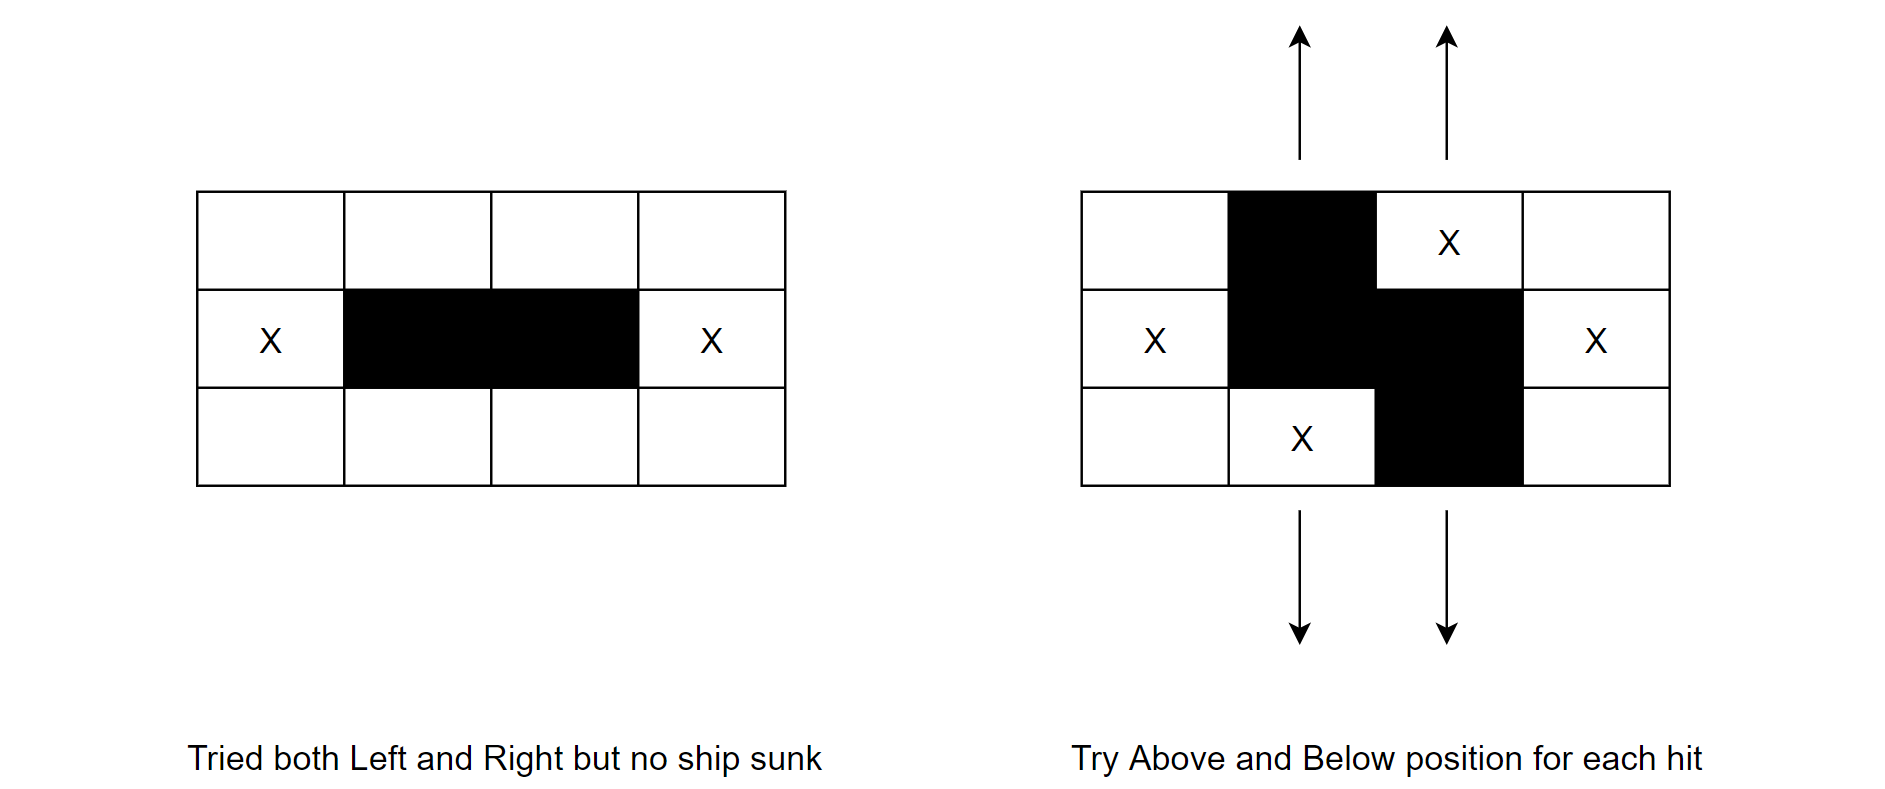 X
X X X X
X
Tried both Left and Right but no ship sunk
Try Above and Below position for each hit